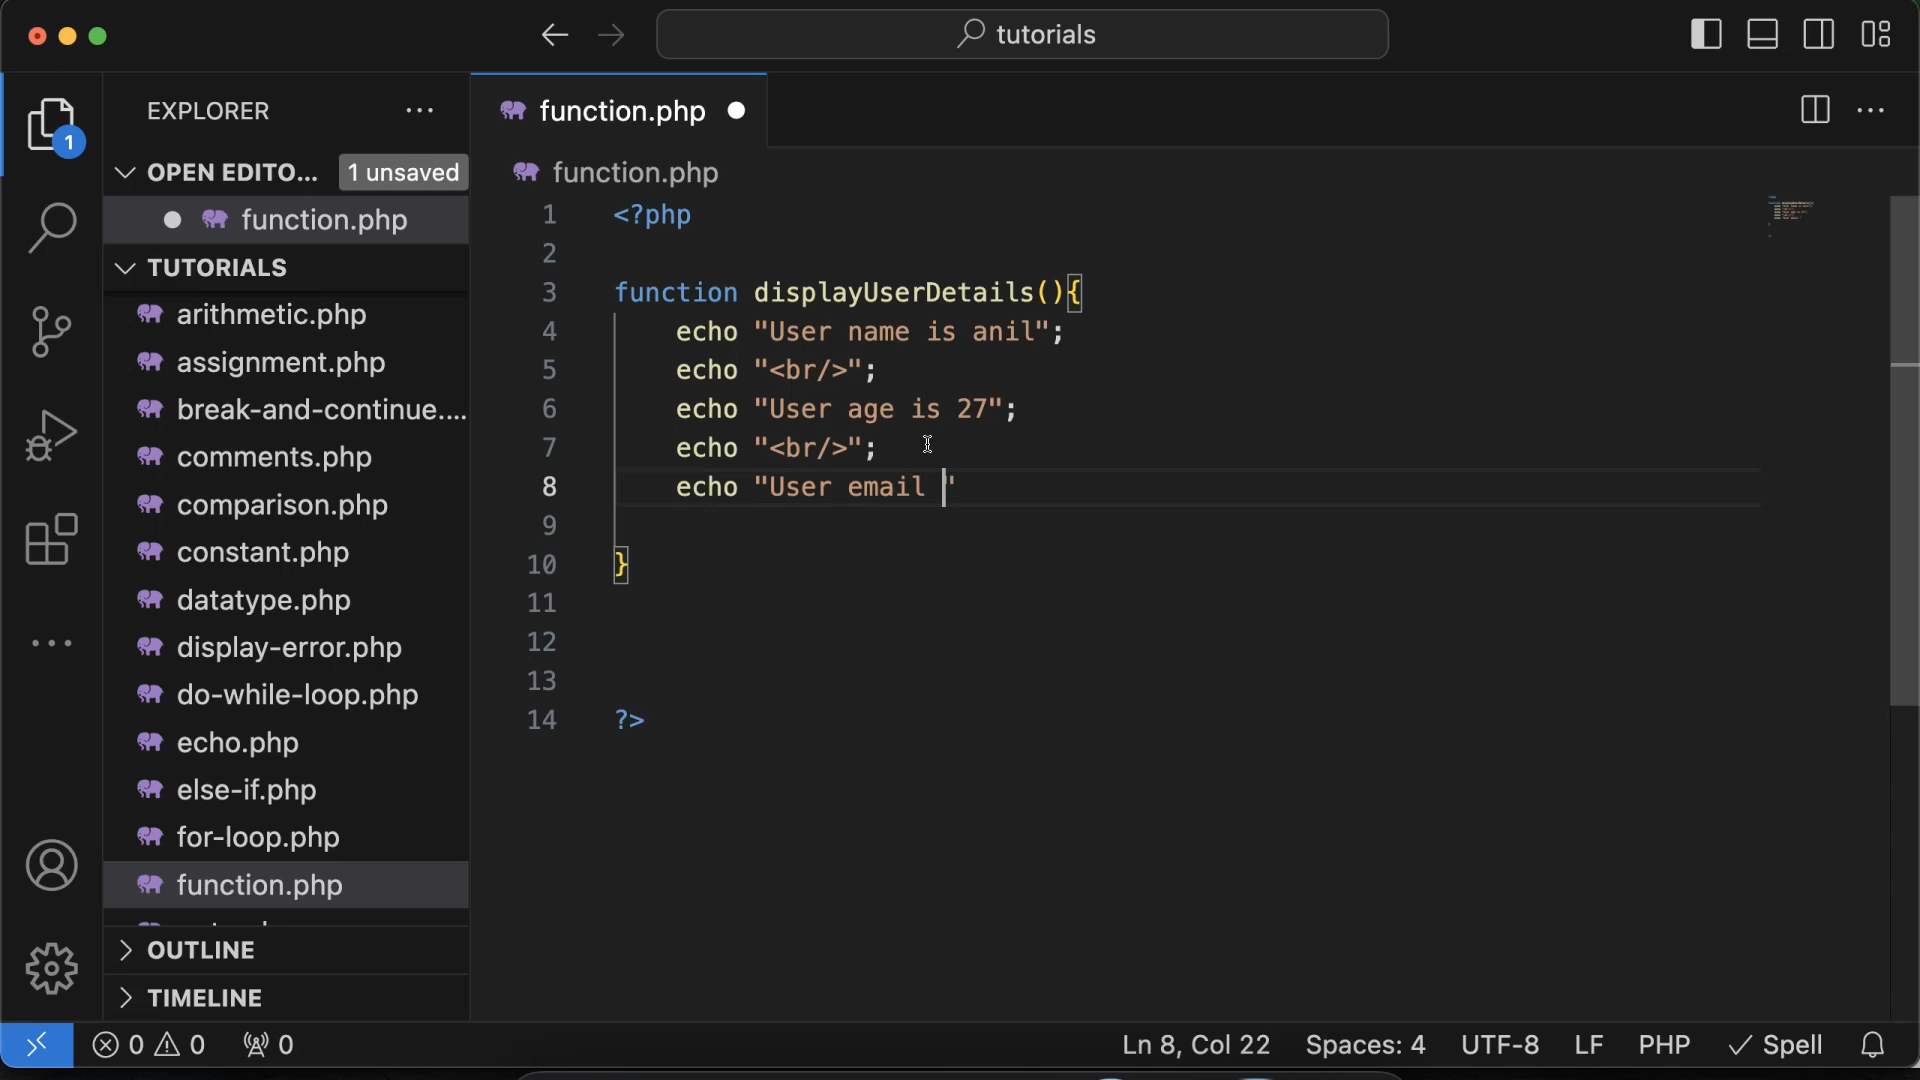 tutorials
EXPLORER
OPEN EDITO... 1 unsaved
function.php
TUTORIALS
arithmetic.php
assignment.php
break-and-continue....
comments.php
comparison.php
constant.php
datatype.php
display-error.php
do-while-loop.php
echo.php
else-if.php
for-loop.php
function.php
OUTLINE
TIMELINE
function.php
function.php
1 <?php
2
3 function displayUserDetails(){
4 echo "User name is anil";
5 echo "<br/>";
6 echo "User age is 27";
7 echo "<br/>";
8 echo "User email "
9
10 }
11
12
13
14 ?>
1
0 0 0
Ln 8, Col 22 Spaces: 4 UTF-8 LF PHP Spell